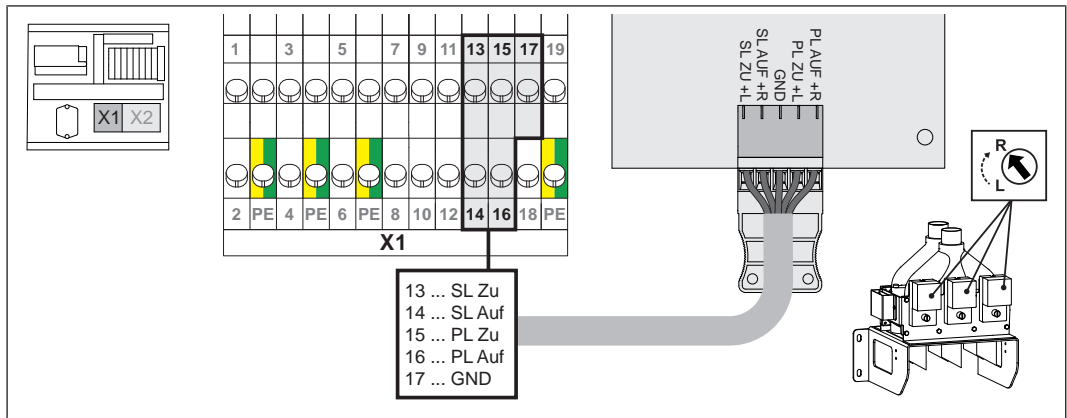 X1 X2
1 3 5 7 9 11 13 15 17 19
2 PE 4 PE 6 PE 8 10 12 14 16 18 PE
X1
13 ... SL Zu
14 ... SL Auf
15 ... PL Zu
16 ... PL Auf
17 ... GND
SL ZU +L
SL AUF +R
GND
PL ZU +L
PL AUF +R
R
L